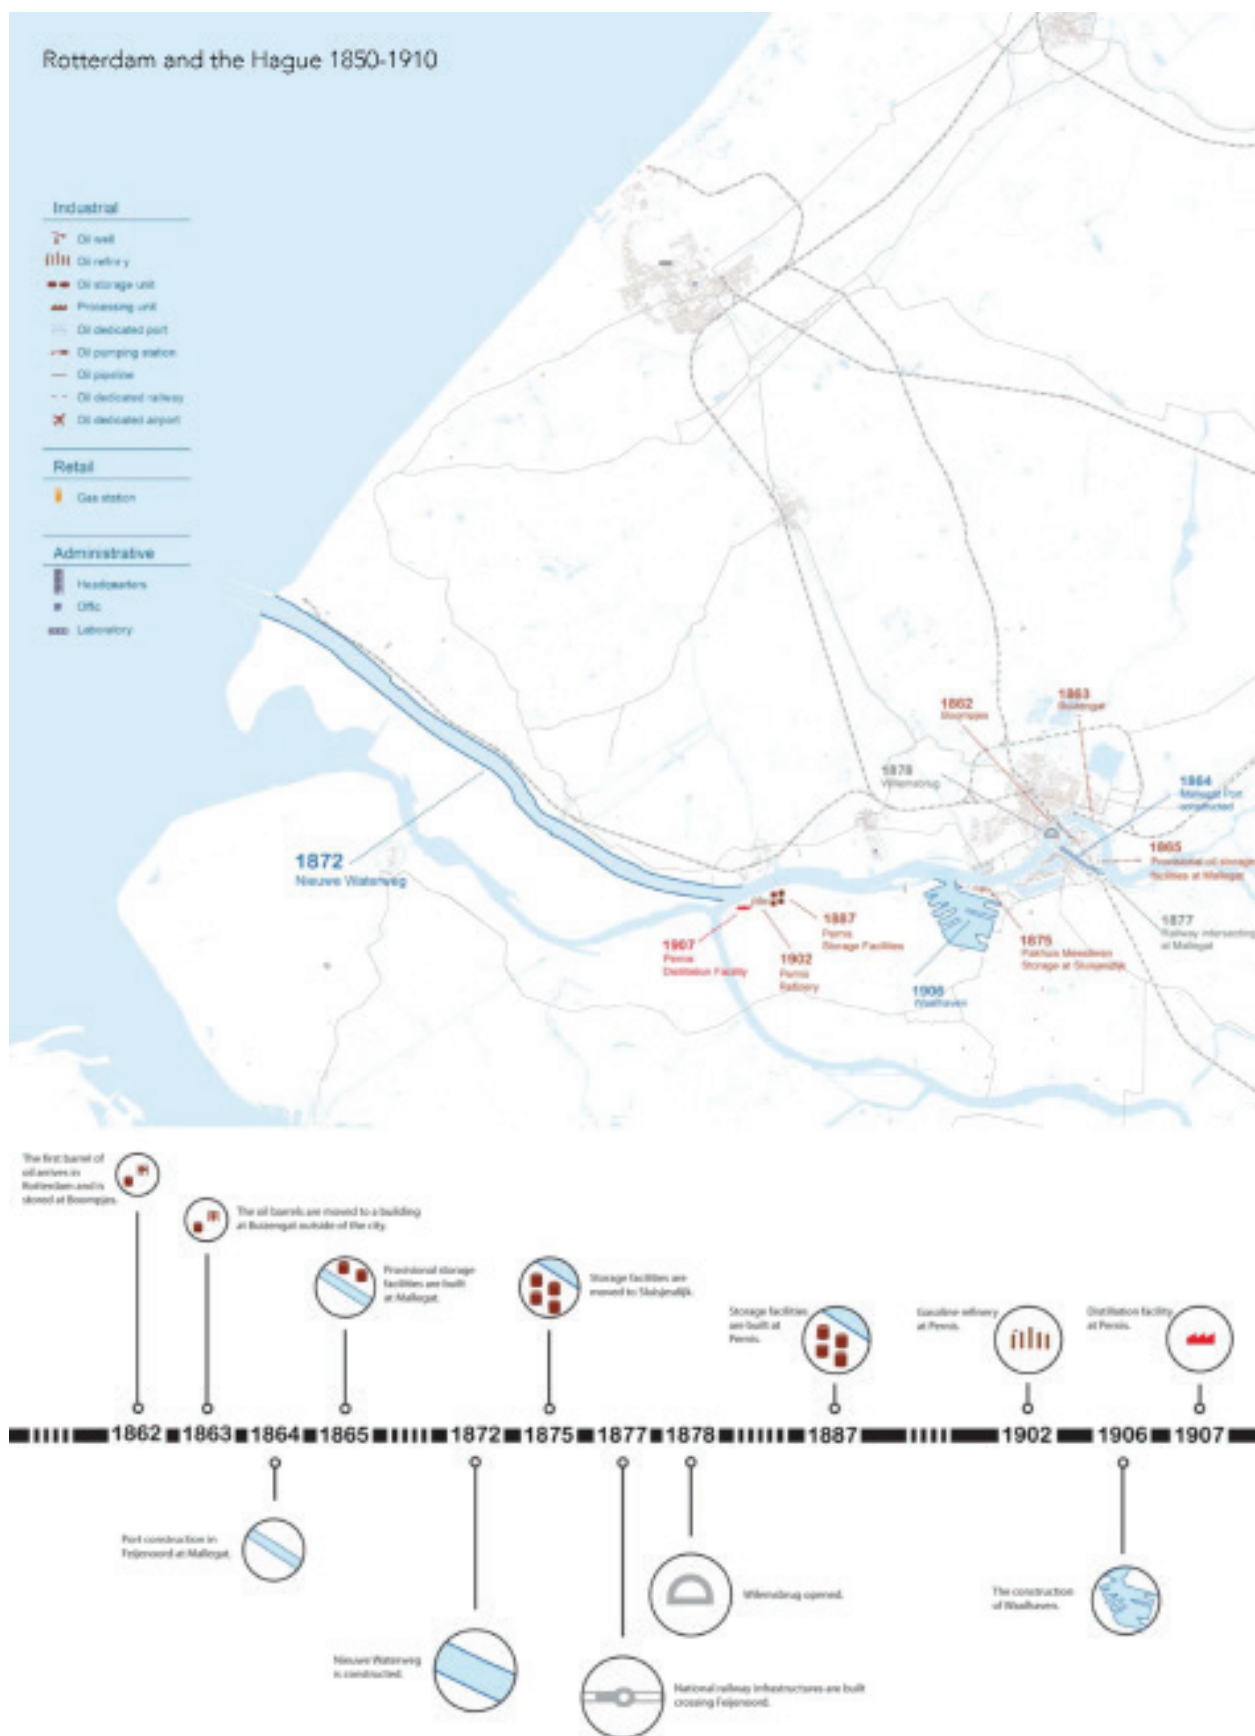 Rotterdam and the Hague 1850-1910
Industrial
Oil well
Oil refinr y
Oil storage unit
Processing unit
Oil dedicated port
Oil pumping station
Oil pipeline
Oil dedicated railway
Oil dedicated airport
Retail
Gas station
Administrative
Headquarters
Offic
Laboratory
1862
Boompjes
1863
Buizengat
1878
Willemsbrug
1864
Mallegat Port
constructed
1865
Provisional oil storage
facilities at Mallegat
1872
Nieuwe Waterweg
1877
Railway intersecting
at Mallegat
1887
Pernis
Storage Facilities
1907
Pernis
Distillation Facility
1902
Pernis
Refinery
1875
Pakhuis Meesteren
Storage at Sluisjesdijk
1906
Waalhaven
The first barrel of
oil arrives in
Rotterdam and is
stored at Boompjes.
The oil barrels are moved to a building
at Buizengat outside of the city.
Provisional storage
facilities are built
at Mallegat.
Storage facilities are
moved to Sluisjesdijk.
Storage facilities
are built at
Pernis.
Gasoline refinery
at Pernis.
Distillation facility
at Pernis.
1862 1863 1864 1865 1872 1875 1877 1878 1887 1902 1906 1907
Port construction in
Feijenoord at Mallegat.
Willemsbrug opened.
The construction
of Waalhaven.
Nieuwe Waterweg
is constructed.
National railway infrastructures are built
crossing Feijenoord.